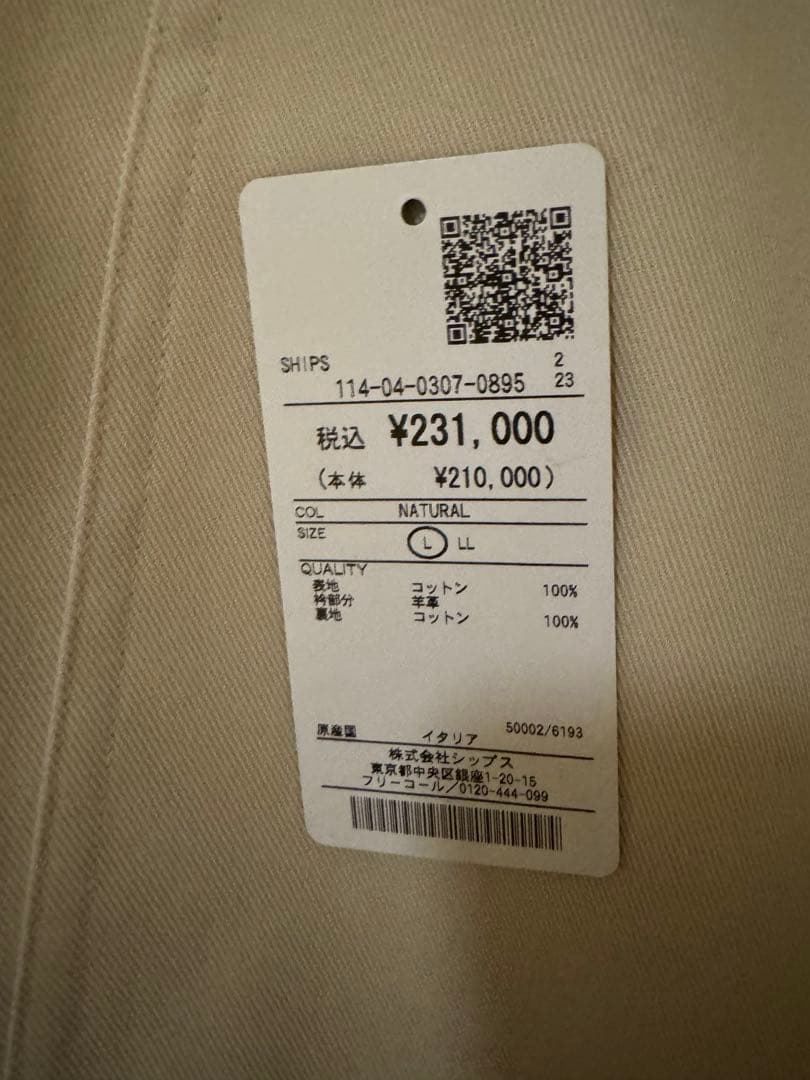 SHIPS 2
114-04-0307-0895 23
税込 ¥231,000
(本体 ¥210,000)
COL NATURAL
SIZE L LL
QUALITY
表地 コットン 100%
衿部分 羊革
裏地 コットン 100%
原産国 イタリア 50002/6193
株式会社シップス
東京都中央区銀座1-20-15
フリーコール/0120-444-099